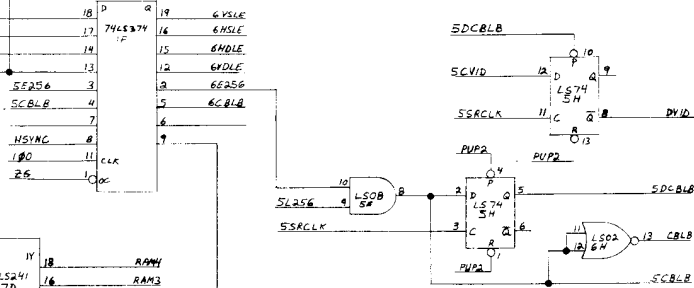 18 D Q 19 6VSLE
5DCBLB
17 74LS374 16 6HSLE
1F
14 15 6HDLE
10
P
13 12 6VDLE
5CVID 12 D Q 9
LS74
5H
5E256 3 2 6E256
5CBLB 4 5 6CBLB
5SRCLK 11 C Q 8 DVID
7 6
R
13
HSYNC 8 9
PUP2 4 PUP2
100 11 CLK
P
2G 1 OC
10 LS08 8 2 D Q 5 5DCBLB
LS74
5H
5L256 9
5SRCLK 3 C Q 6
11 LS02 13 CBLB
12 6H
R
1
1Y 18 RAM4
PUP2
LS241 16 RAM3
7D
5CBLB